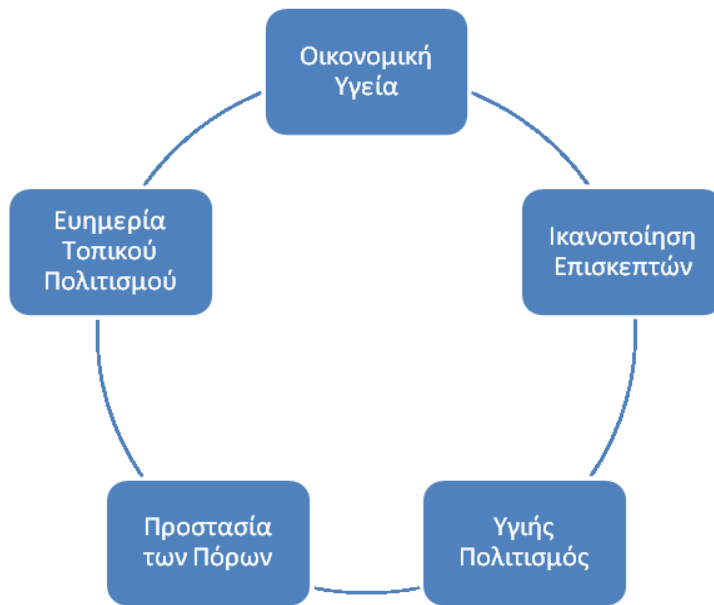 Οικονομική
Υγεία
Ικανοποίηση
Επισκεπτών
Υγιής
Πολιτισμός
Προστασία
των Πόρων
Ευημερία
Τοπικού
Πολιτισμού